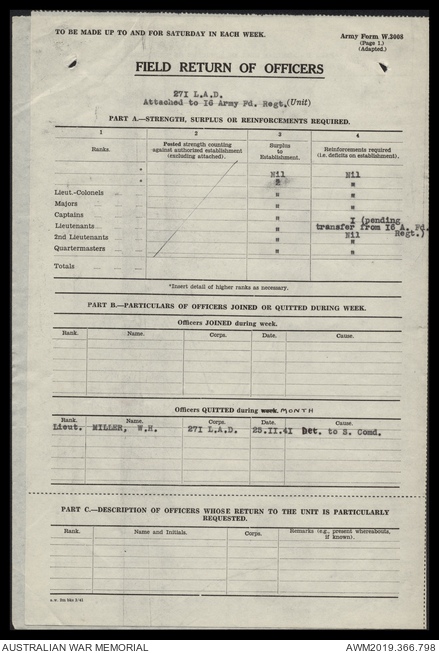 TO BE MADE UP TO AND FOR SATURDAY IN EACH WEEK.
Army Form W.3008
(Page 1.)
(Adapted.)
FIELD RETURN OF OFFICERS
27I L.A.D.
Attached to I6 Army Fd. Regt. (Unit)
PART A.—STRENGTH, SURPLUS OR REINFORCEMENTS REQUIRED.
1 2 3 4
Ranks. Posted strength counting against authorized establishment (excluding attached). Surplus to Establishment. Reinforcements required (i.e. deficits on establishment).
* Nil Nil
* " "
Lieut.-Colonels " "
Majors " "
Captains " I (pending
Lieutenants " transfer from I6 A. Fd.
2nd Lieutenants " Nil Regt.)
Quartermasters " "
Totals
*Insert detail of higher ranks as necessary.
PART B.—PARTICULARS OF OFFICERS JOINED OR QUITTED DURING WEEK.
Officers JOINED during week.
Rank. Name. Corps. Date. Cause.
Officers QUITTED during week. MONTH
Rank. Name. Corps. Date. Cause.
Lieut. MILLER, W.H. 27I L.A.D. 25.II.4I Det. to S. Comd.
PART C.—DESCRIPTION OF OFFICERS WHOSE RETURN TO THE UNIT IS PARTICULARLY
REQUESTED.
Rank. Name and Initials. Corps. Remarks (e.g., present whereabouts, if known).
AUSTRALIAN WAR MEMORIAL
AWM2019.366.798